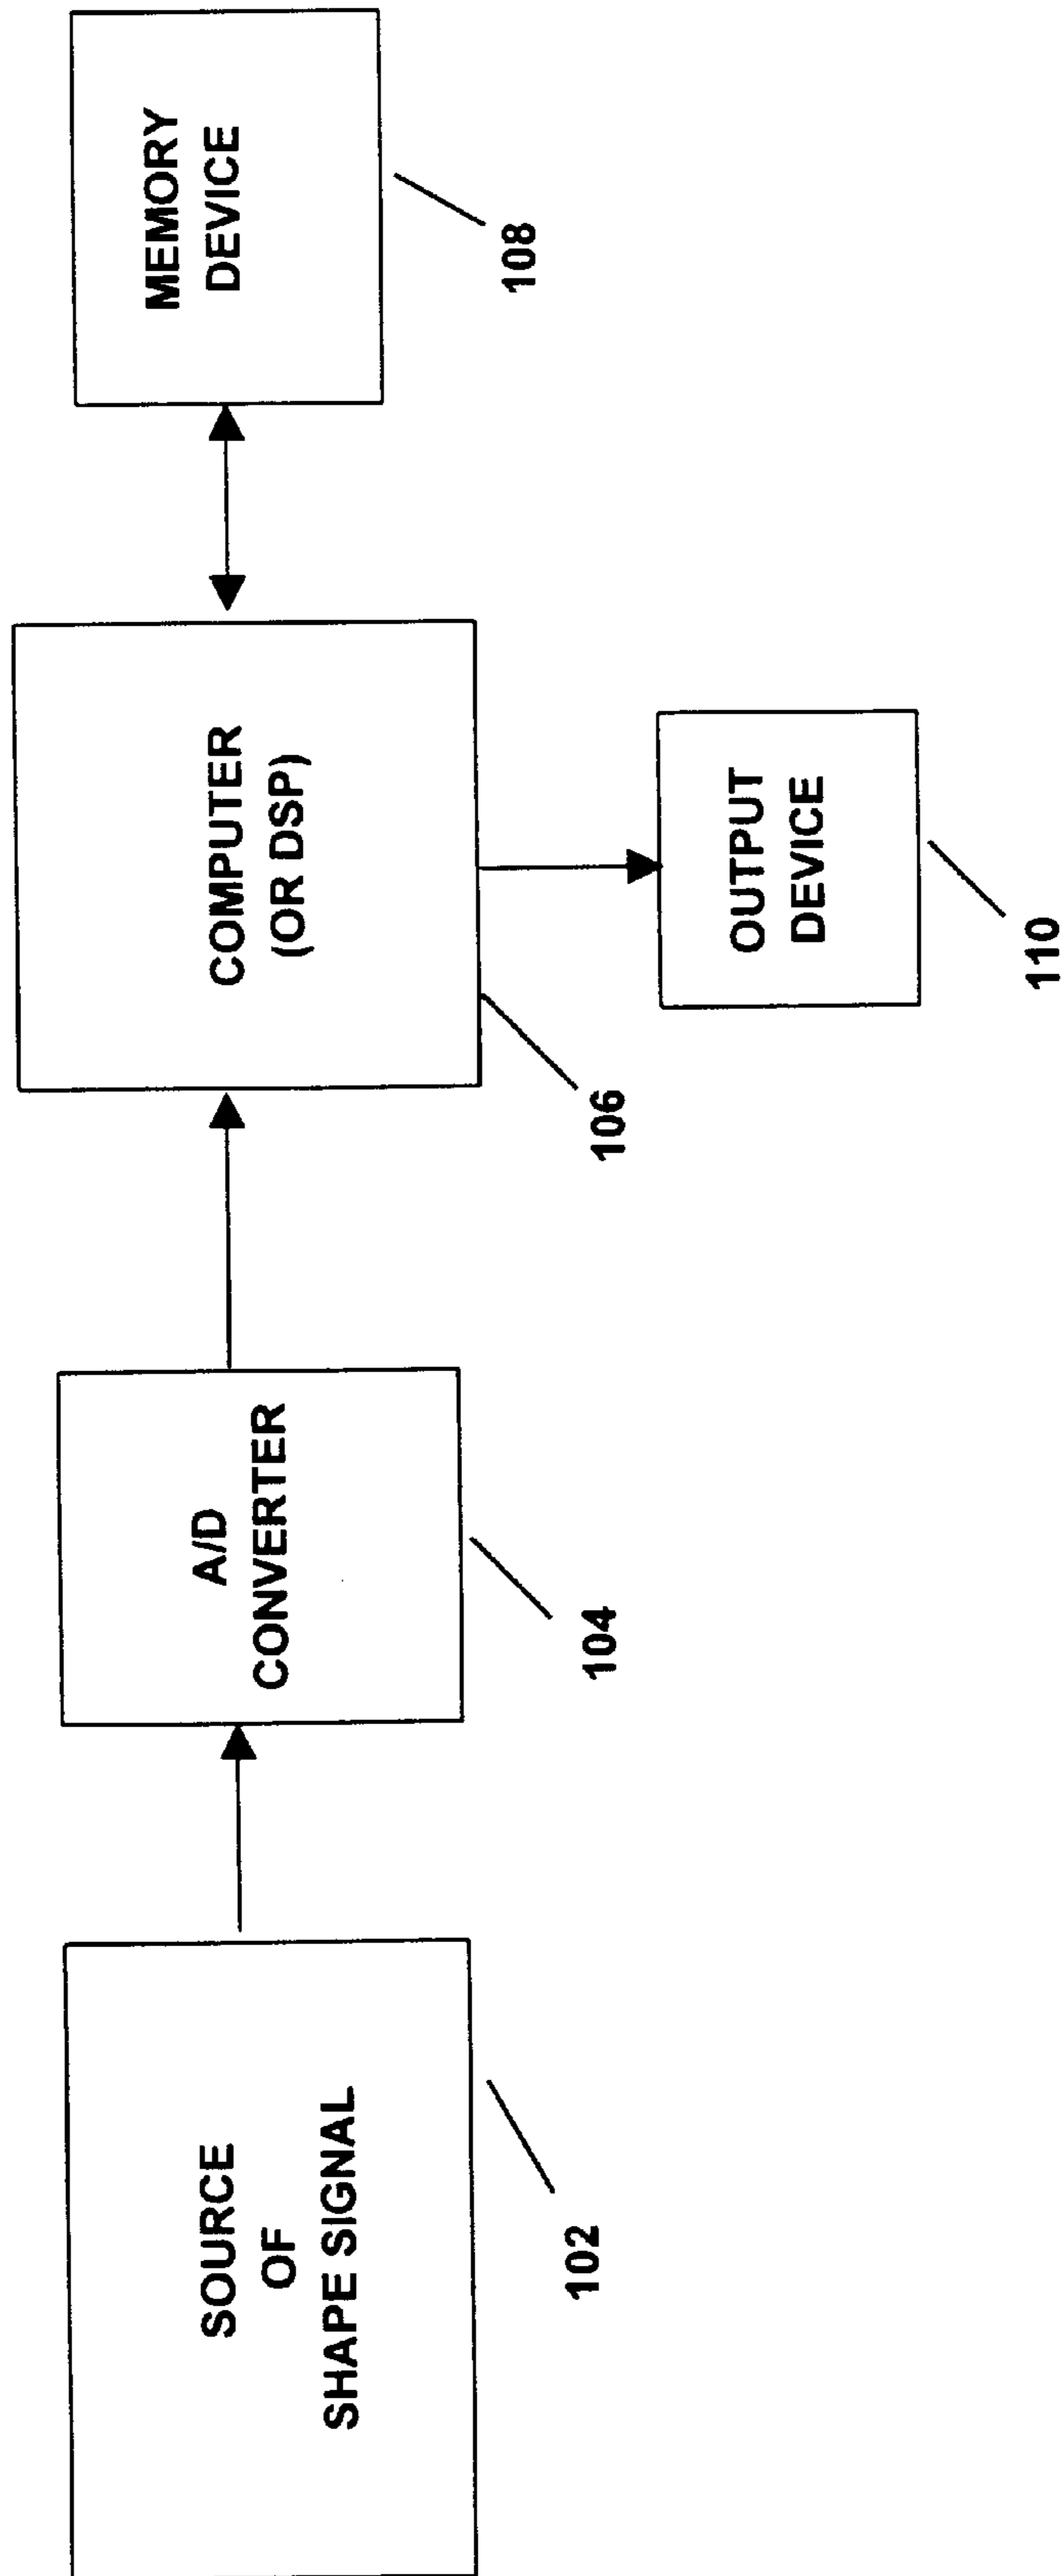 SOURCE
OF
SHAPE SIGNAL
102
A/D
CONVERTER
104
COMPUTER
(OR DSP)
106
MEMORY
DEVICE
108
OUTPUT
DEVICE
110